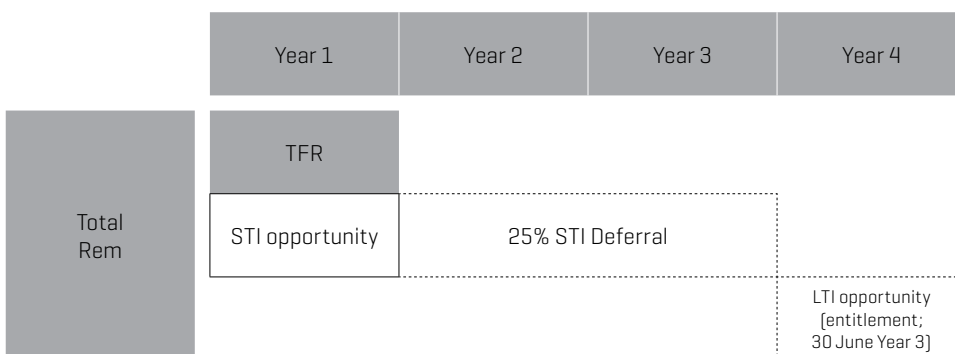 Year 1 Year 2 Year 3 Year 4
TFR
Total
Rem
STI opportunity 25% STI Deferral
LTI opportunity
(entitlement;
30 June Year 3)